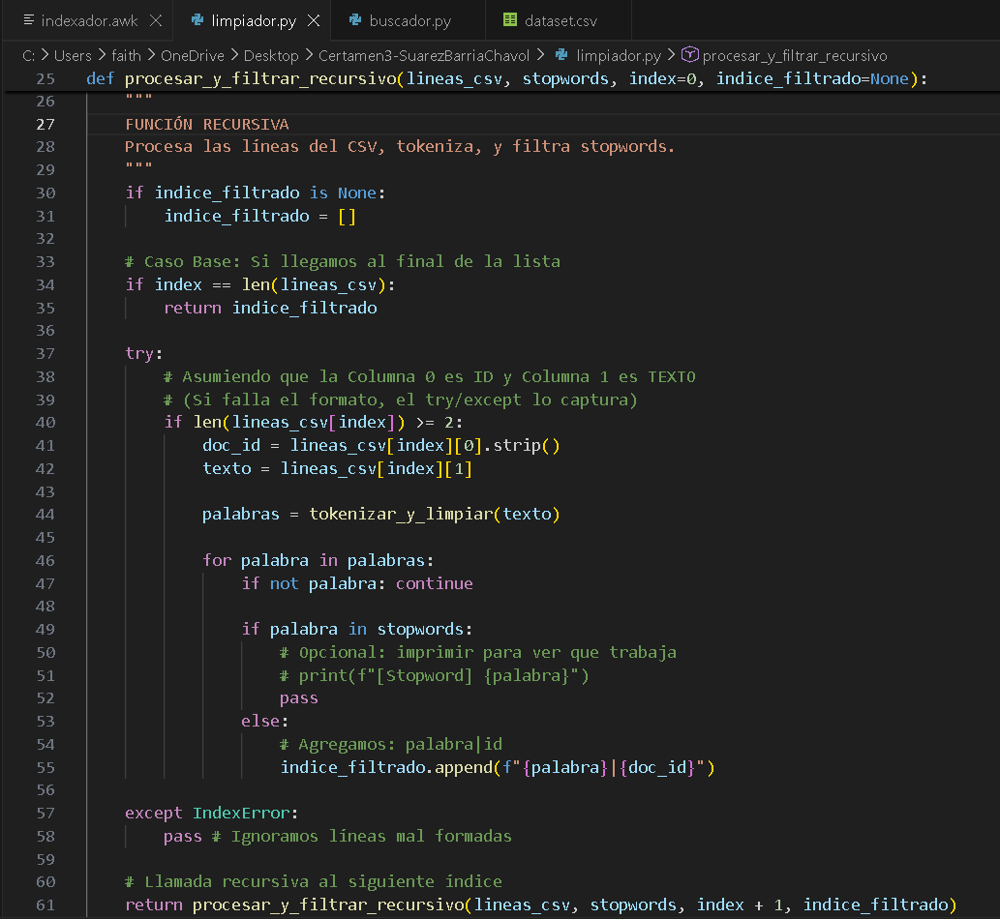 indexador.awk limpiador.py buscador.py dataset.csv
C: > Users > faith > OneDrive > Desktop > Certamen3-SuarezBarriaChavol > limpiador.py > procesar_y_filtrar_recursivo
25 def procesar_y_filtrar_recursivo(lineas_csv, stopwords, index=0, indice_filtrado=None):
26 """
27 FUNCIÓN RECURSIVA
28 Procesa las líneas del CSV, tokeniza, y filtra stopwords.
29 """
30 if indice_filtrado is None:
31 indice_filtrado = []
32
33 # Caso Base: Si llegamos al final de la lista
34 if index == len(lineas_csv):
35 return indice_filtrado
36
37 try:
38 # Asumiendo que la Columna 0 es ID y Columna 1 es TEXTO
39 # (Si falla el formato, el try/except lo captura)
40 if len(lineas_csv[index]) >= 2:
41 doc_id = lineas_csv[index][0].strip()
42 texto = lineas_csv[index][1]
43
44 palabras = tokenizar_y_limpiar(texto)
45
46 for palabra in palabras:
47 if not palabra: continue
48
49 if palabra in stopwords:
50 # Opcional: imprimir para ver que trabaja
51 # print(f"[Stopword] {palabra}")
52 pass
53 else:
54 # Agregamos: palabra|id
55 indice_filtrado.append(f"{palabra}|{doc_id}")
56
57 except IndexError:
58 pass # Ignoramos líneas mal formadas
59
60 # Llamada recursiva al siguiente índice
61 return procesar_y_filtrar_recursivo(lineas_csv, stopwords, index + 1, indice_filtrado)